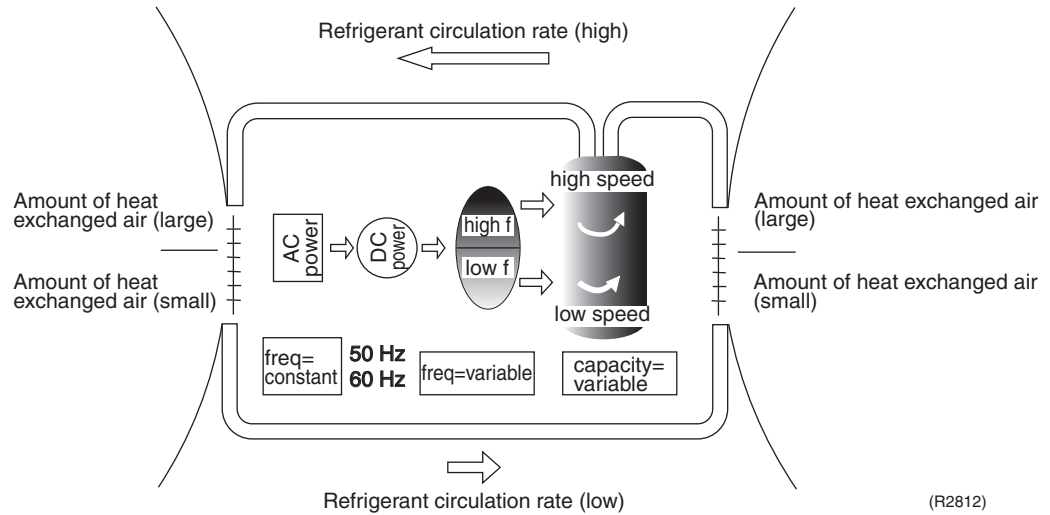 Refrigerant circulation rate (high)
Amount of heat
exchanged air (large)
Amount of heat
exchanged air (small)
AC
power
DC
power
high f
low f
high speed
low speed
Amount of heat exchanged air
(large)
Amount of heat exchanged air
(small)
freq=
constant
50 Hz
60 Hz
freq=variable
capacity=
variable
Refrigerant circulation rate (low)
(R2812)